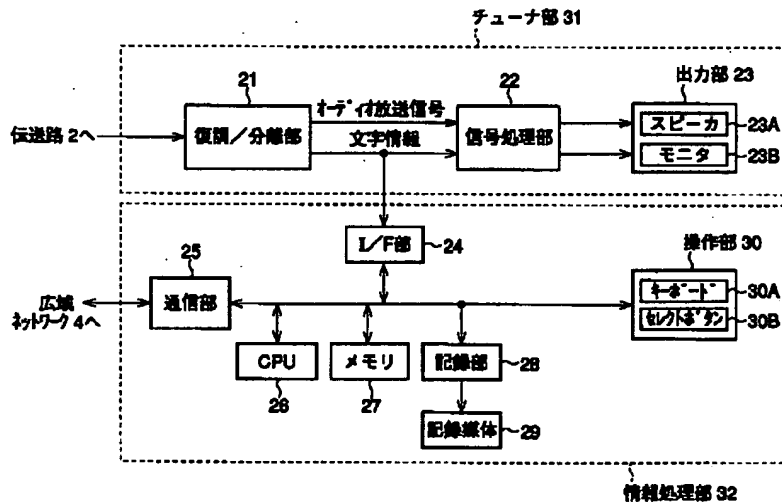 チューナ部 31
21
22
出力部 23
オーディオ放送信号
伝送路 2へ
復調／分離部
文字情報
信号処理部
スピーカ
23A
モニタ
23B
I／F部
24
25
操作部 30
広域
ネットワーク 4へ
通信部
キーボード
30A
セレクトボタン
30B
CPU
メモリ
記録部
28
26
27
記録媒体
29
情報処理部 32